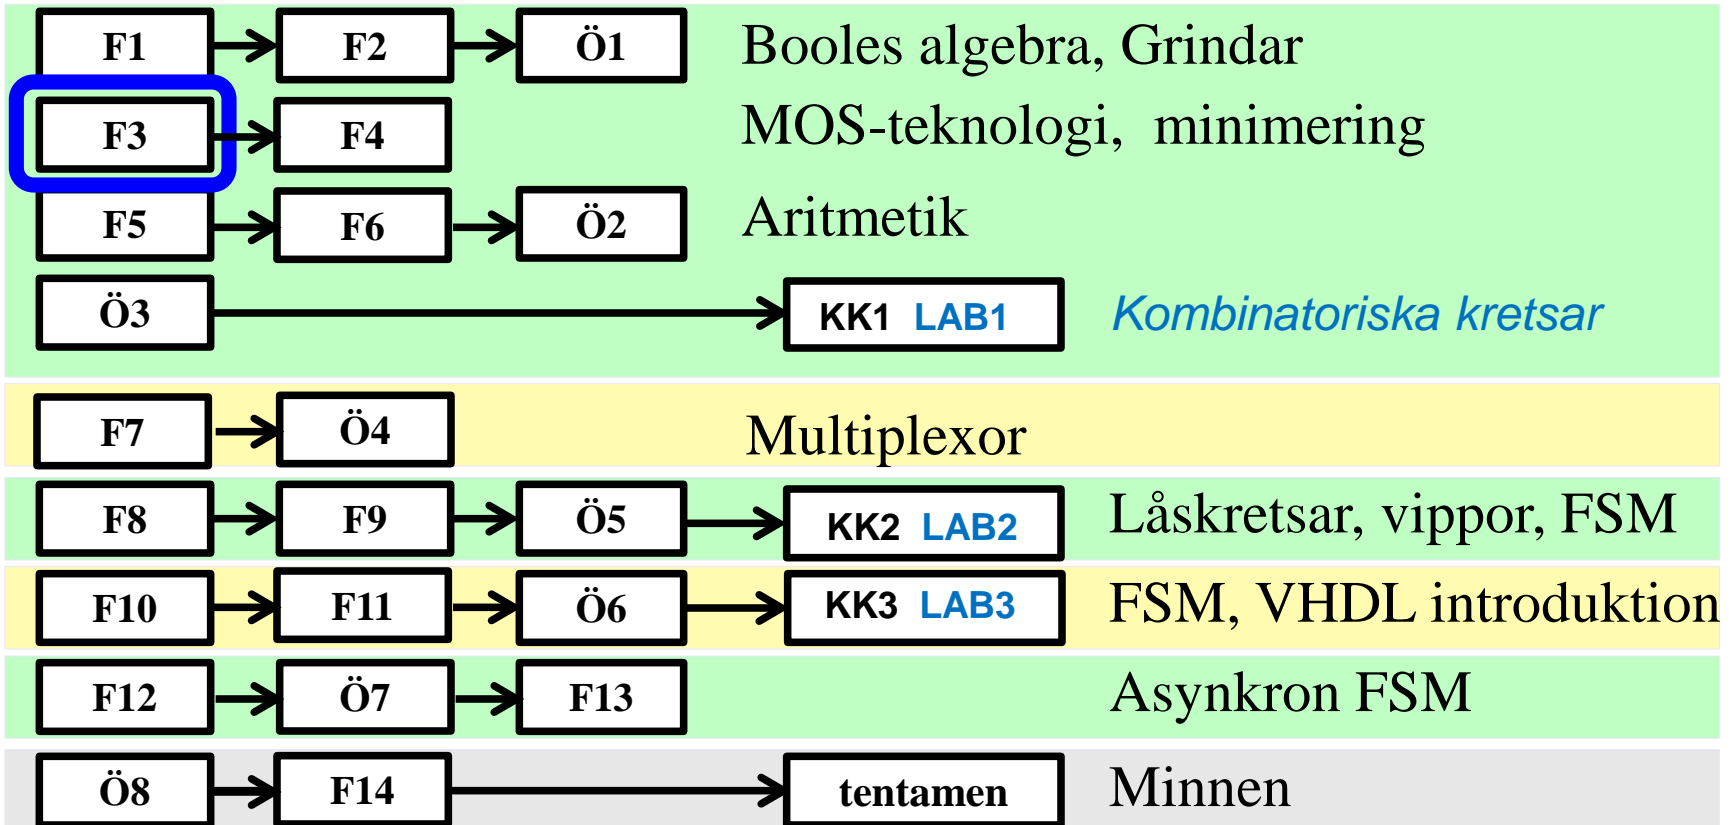 F1 F2 Ö1 Booles algebra, Grindar
F3 F4 MOS-teknologi, minimering
F5 F6 Ö2 Aritmetik
Ö3 KK1 LAB1 Kombinatoriska kretsar
F7 Ö4 Multiplexor
F8 F9 Ö5 KK2 LAB2 Låskretsar, vippor, FSM
F10 F11 Ö6 KK3 LAB3 FSM, VHDL introduktion
F12 Ö7 F13 Asynkron FSM
Ö8 F14 tentamen Minnen